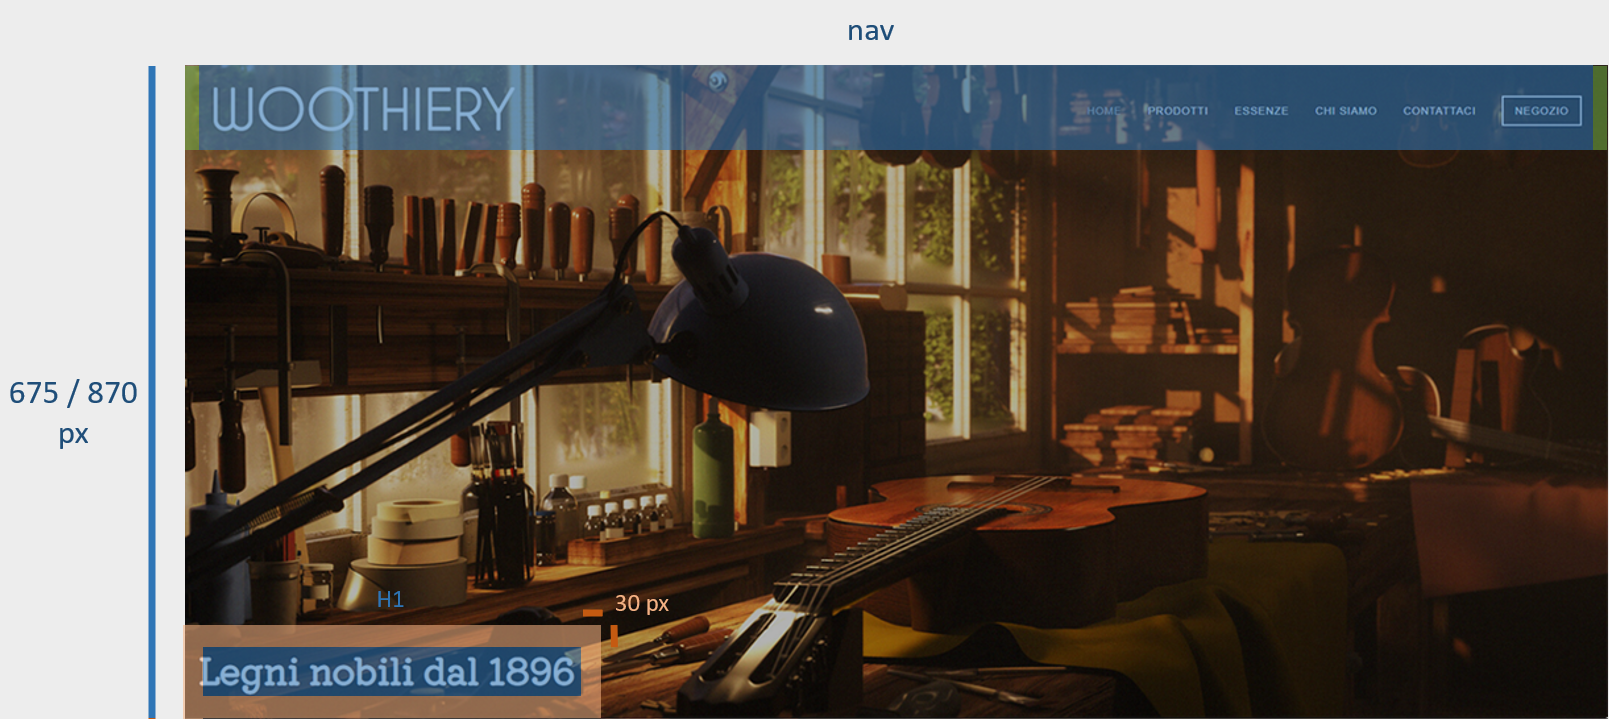 nav
WOOTHIERY
HOME PRODOTTI ESSENZE CHI SIAMO CONTATTACI NEGOZIO
675 / 870
px
H1
30 px
Legni nobili dal 1896